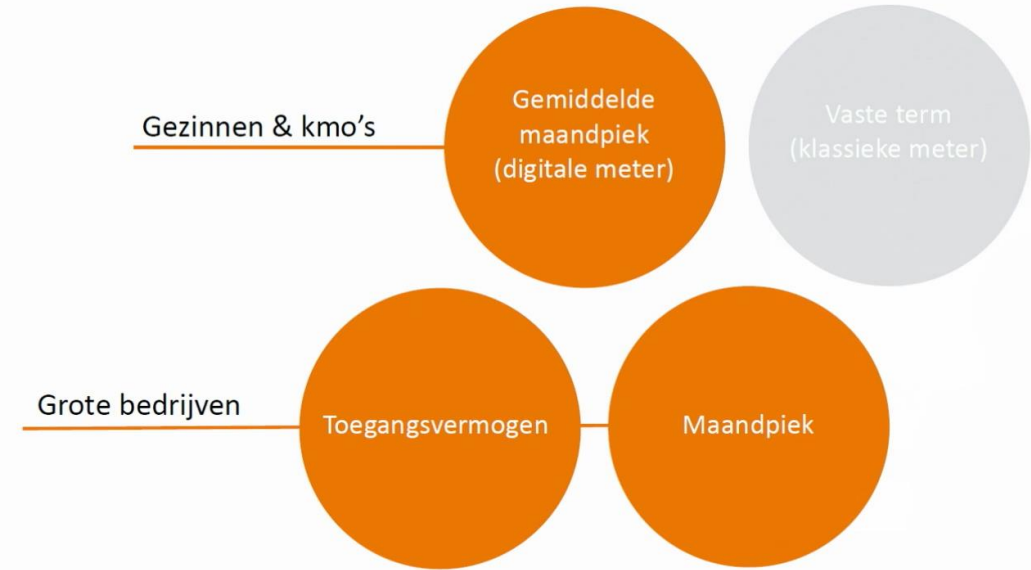 Gezinnen & kmo's
Gemiddelde
maandpiek
(digitale meter)
Vaste term
(klassieke meter)
Grote bedrijven
Toegangsvermogen
Maandpiek